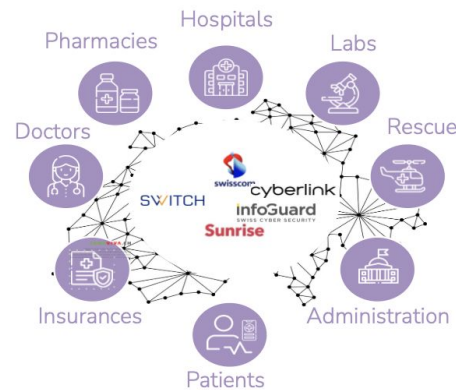 Hospitals
Pharmacies
Labs
Doctors
Rescue
swisscom
SWITCH
cyberlink
infoGuard
SWISS CYBER SECURITY
Sunrise
Insurances
Administration
Patients